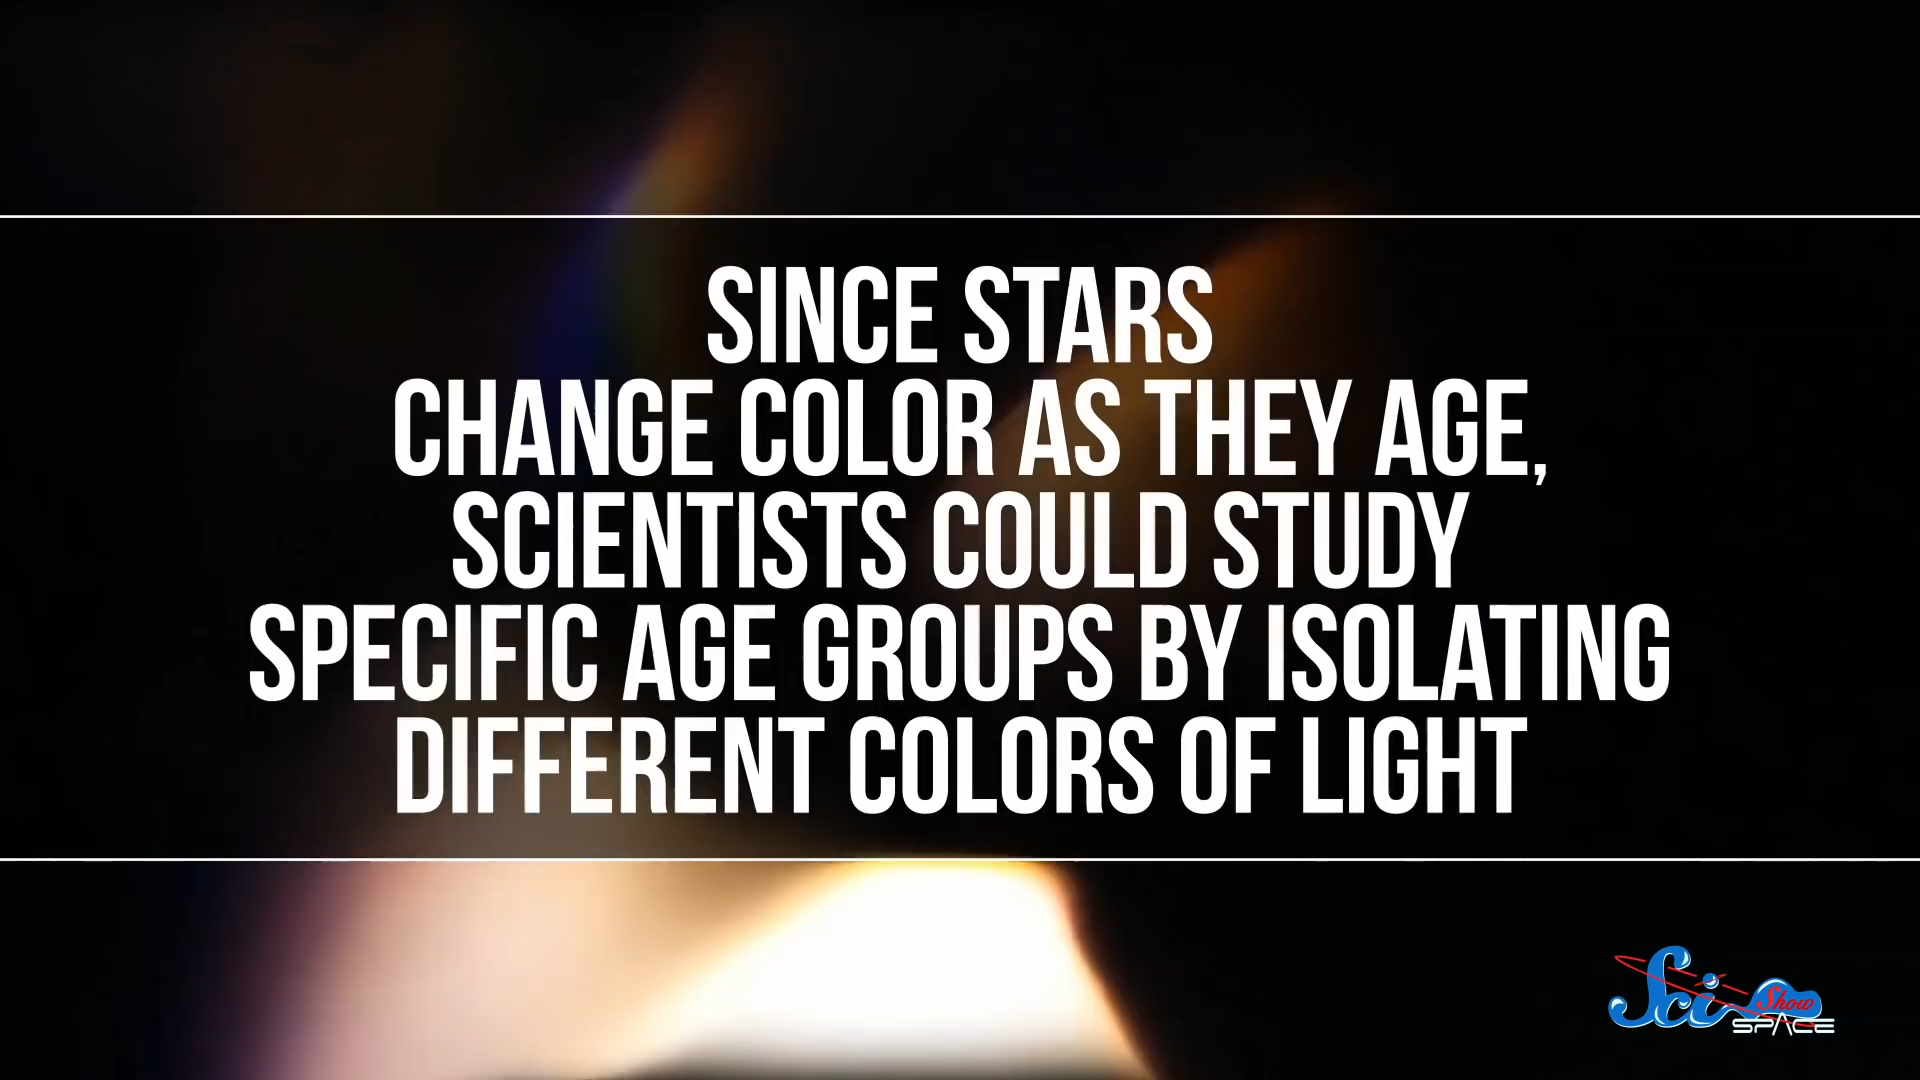 SINCE STARS
CHANGE COLOR AS THEY AGE,
SCIENTISTS COULD STUDY
SPECIFIC AGE GROUPS BY ISOLATING
DIFFERENT COLORS OF LIGHT
Sci Show
SPACE